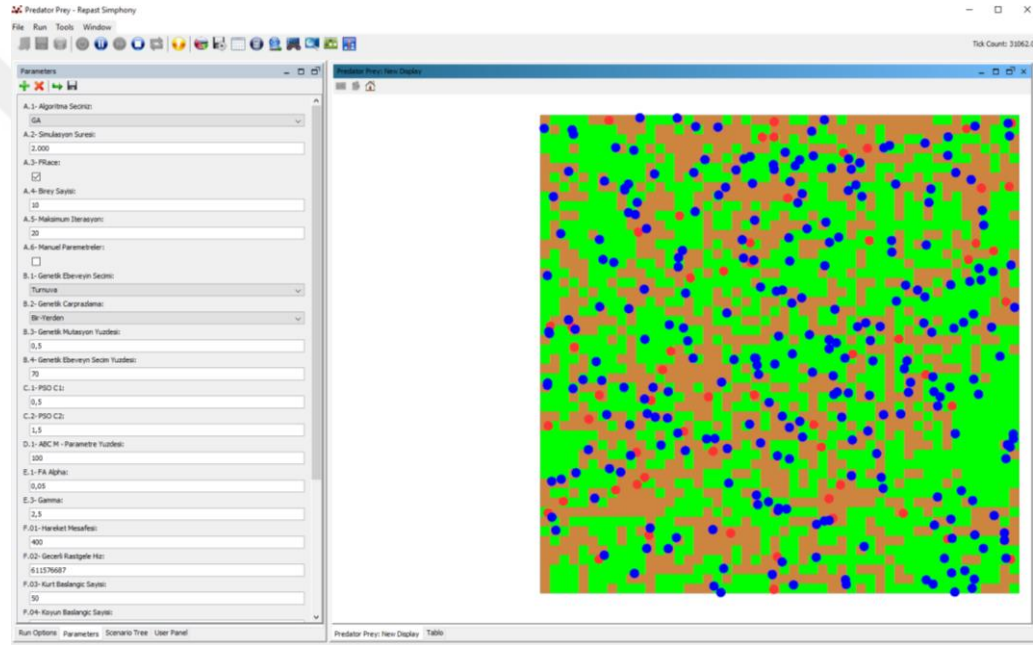 Predator Prey - Repast Simphony
File Run Tools Window
Tick Count: 31062.0
Parameters
A.1- Algoritma Seciniz:
GA
A.2- Simulasyon Suresi:
2.000
A.3- FRace:
A.4- Birey Sayisi:
10
A.5- Maksimum Iterasyon:
20
A.6- Manuel Paremetreler:
B.1- Genetik Ebeveyin Secimi:
Turnuva
B.2- Genetik Carprazlama:
Bir-Yerden
B.3- Genetik Mutasyon Yuzdesi:
0,5
B.4- Genetik Ebeveyn Secim Yuzdesi:
70
C.1- PSO C1:
0,5
C.2- PSO C2:
1,5
D.1- ABC M - Parametre Yuzdesi:
100
E.1- FA Alpha:
0,05
E.3- Gamma:
2,5
F.01- Hareket Mesafesi:
400
F.02- Gecerli Rastgele Hiz:
611576687
F.03- Kurt Baslangic Sayisi:
50
F.04- Koyun Baslangic Sayisi:
Run Options Parameters Scenario Tree User Panel
Predator Prey: New Display
Predator Prey: New Display Tablo